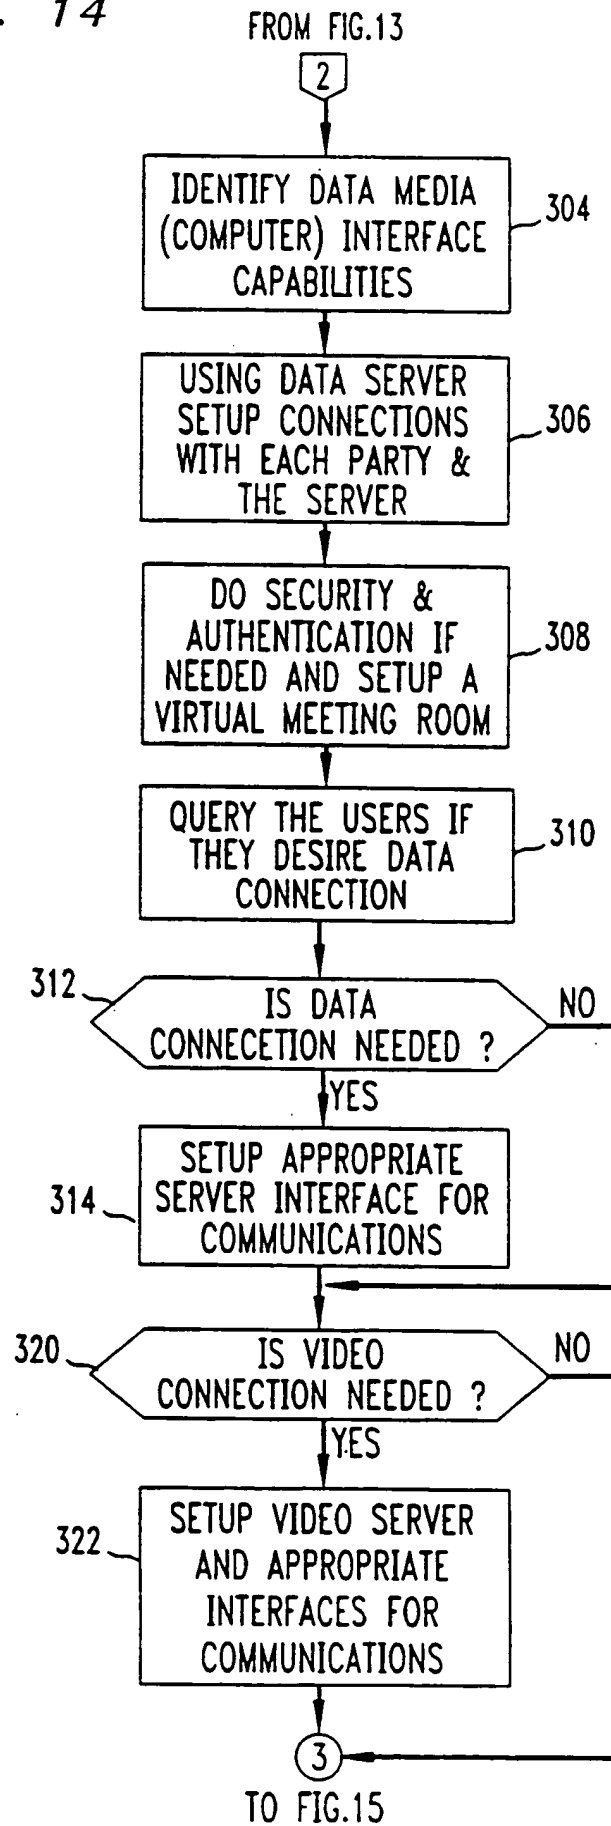 . 14
FROM FIG.13
2
IDENTIFY DATA MEDIA
(COMPUTER) INTERFACE
CAPABILITIES
304
USING DATA SERVER
SETUP CONNECTIONS
WITH EACH PARTY &
THE SERVER
306
DO SECURITY &
AUTHENTICATION IF
NEEDED AND SETUP A
VIRTUAL MEETING ROOM
308
QUERY THE USERS IF
THEY DESIRE DATA
CONNECTION
310
312
IS DATA
CONNECETION NEEDED ?
NO
YES
SETUP APPROPRIATE
SERVER INTERFACE FOR
COMMUNICATIONS
314
320
IS VIDEO
CONNECTION NEEDED ?
NO
YES
SETUP VIDEO SERVER
AND APPROPRIATE
INTERFACES FOR
COMMUNICATIONS
322
3
TO FIG.15